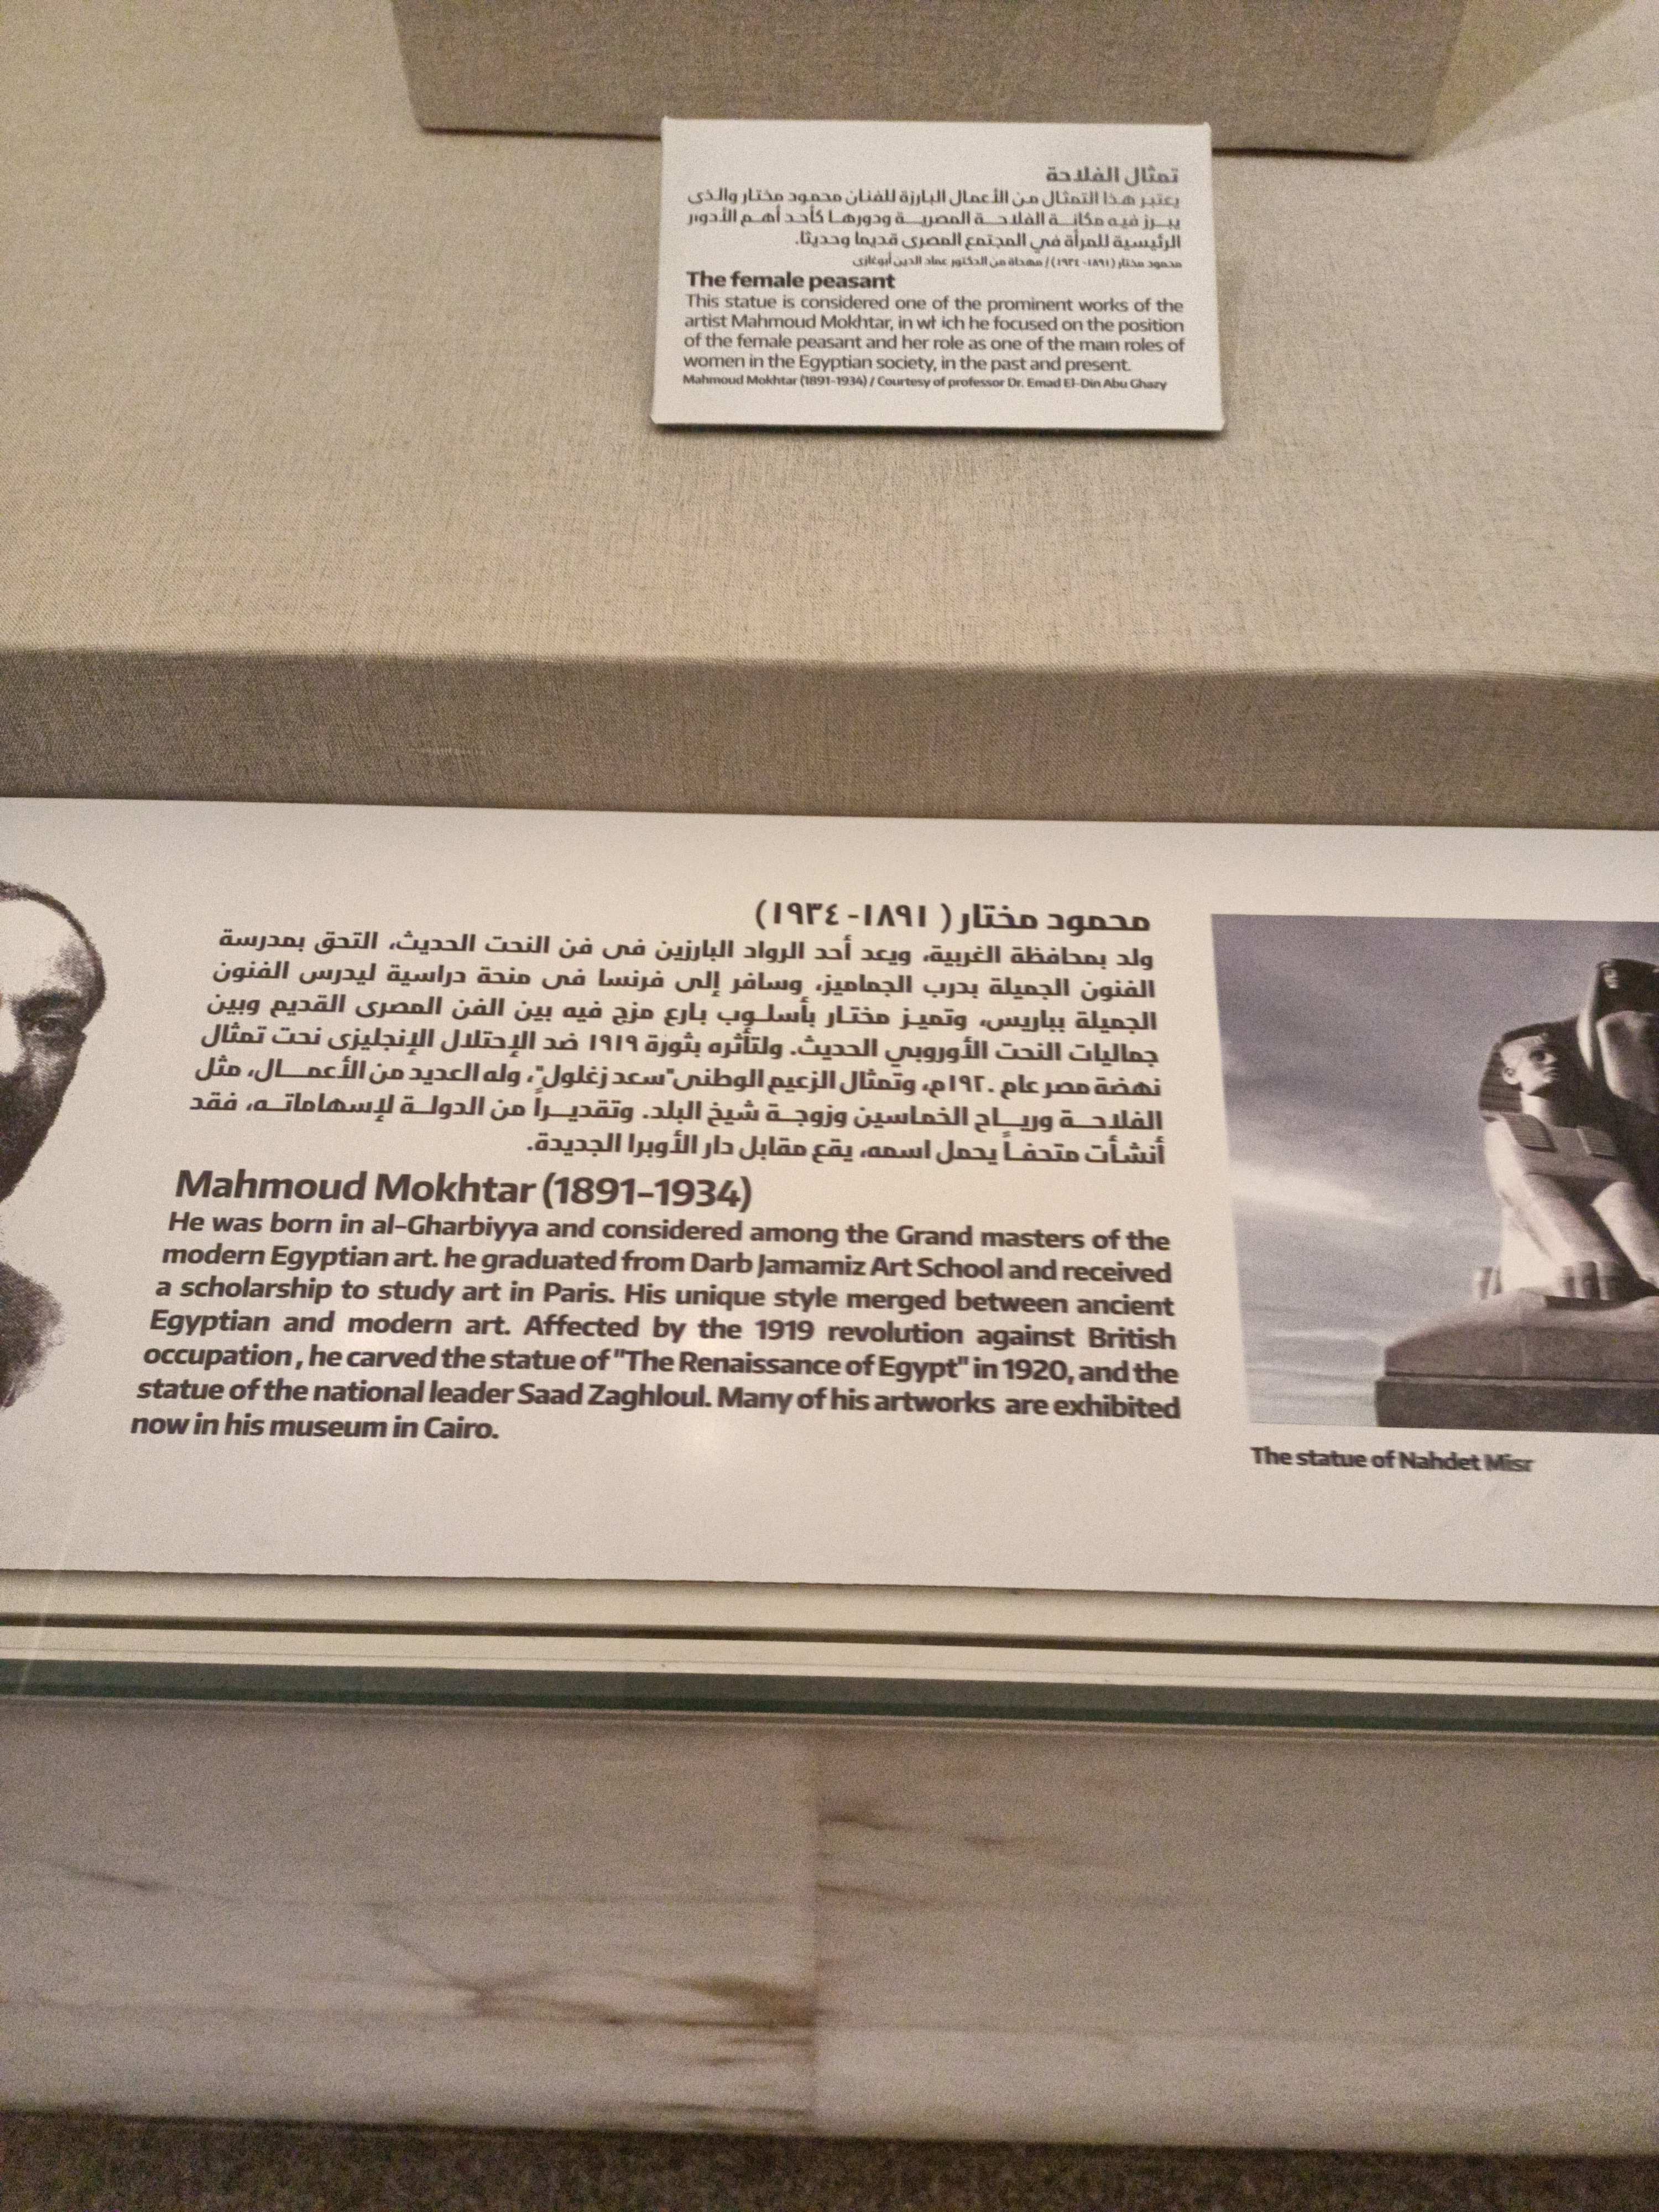 تمثال الفلاحة
يعتبر هذا التمثال من الأعمال البارزة للفنان محمود مختار والذى
يبرز فيه مكانة الفلاحة المصرية ودورها كأحد أهم الأدوار
الرئيسية للمرأة في المجتمع المصرى قديما وحديثا.
محمود مختار (١٨٩١-١٩٣٤) / مهداة من الدكتور عماد الدين أبوغازى
The female peasant
This statue is considered one of the prominent works of the
artist Mahmoud Mokhtar, in which he focused on the position
of the female peasant and her role as one of the main roles of
women in the Egyptian society, in the past and present.
Mahmoud Mokhtar (1891-1934) / Courtesy of professor Dr. Emad El-Din Abu Ghazy
محمود مختار ( ١٨٩١- ١٩٣٤)
ولد بمحافظة الغربية، ويعد أحد الرواد البارزين فى فن النحت الحديث، التحق بمدرسة
الفنون الجميلة بدرب الجماميز، وسافر إلى فرنسا فى منحة دراسية ليدرس الفنون
الجميلة بباريس، وتميز مختار بأسلوب بارع مزج فيه بين الفن المصرى القديم وبين
جماليات النحت الأوروبي الحديث. ولتأثره بثورة ١٩١٩ ضد الإحتلال الإنجليزى نحت تمثال
نهضة مصر عام ١٩٢٠م، وتمثال الزعيم الوطنى"سعد زغلول"، وله العديد من الأعمال، مثل
الفلاحة ورياح الخماسين وزوجة شيخ البلد. وتقديراً من الدولة لإسهاماته، فقد
أنشأت متحفاً يحمل اسمه، يقع مقابل دار الأوبرا الجديدة.
Mahmoud Mokhtar (1891-1934)
He was born in al-Gharbiyya and considered among the Grand masters of the
modern Egyptian art. he graduated from Darb Jamamiz Art School and received
a scholarship to study art in Paris. His unique style merged between ancient
Egyptian and modern art. Affected by the 1919 revolution against British
occupation, he carved the statue of "The Renaissance of Egypt" in 1920, and the
statue of the national leader Saad Zaghloul. Many of his artworks are exhibited
now in his museum in Cairo.
The statue of Nahdet Misr